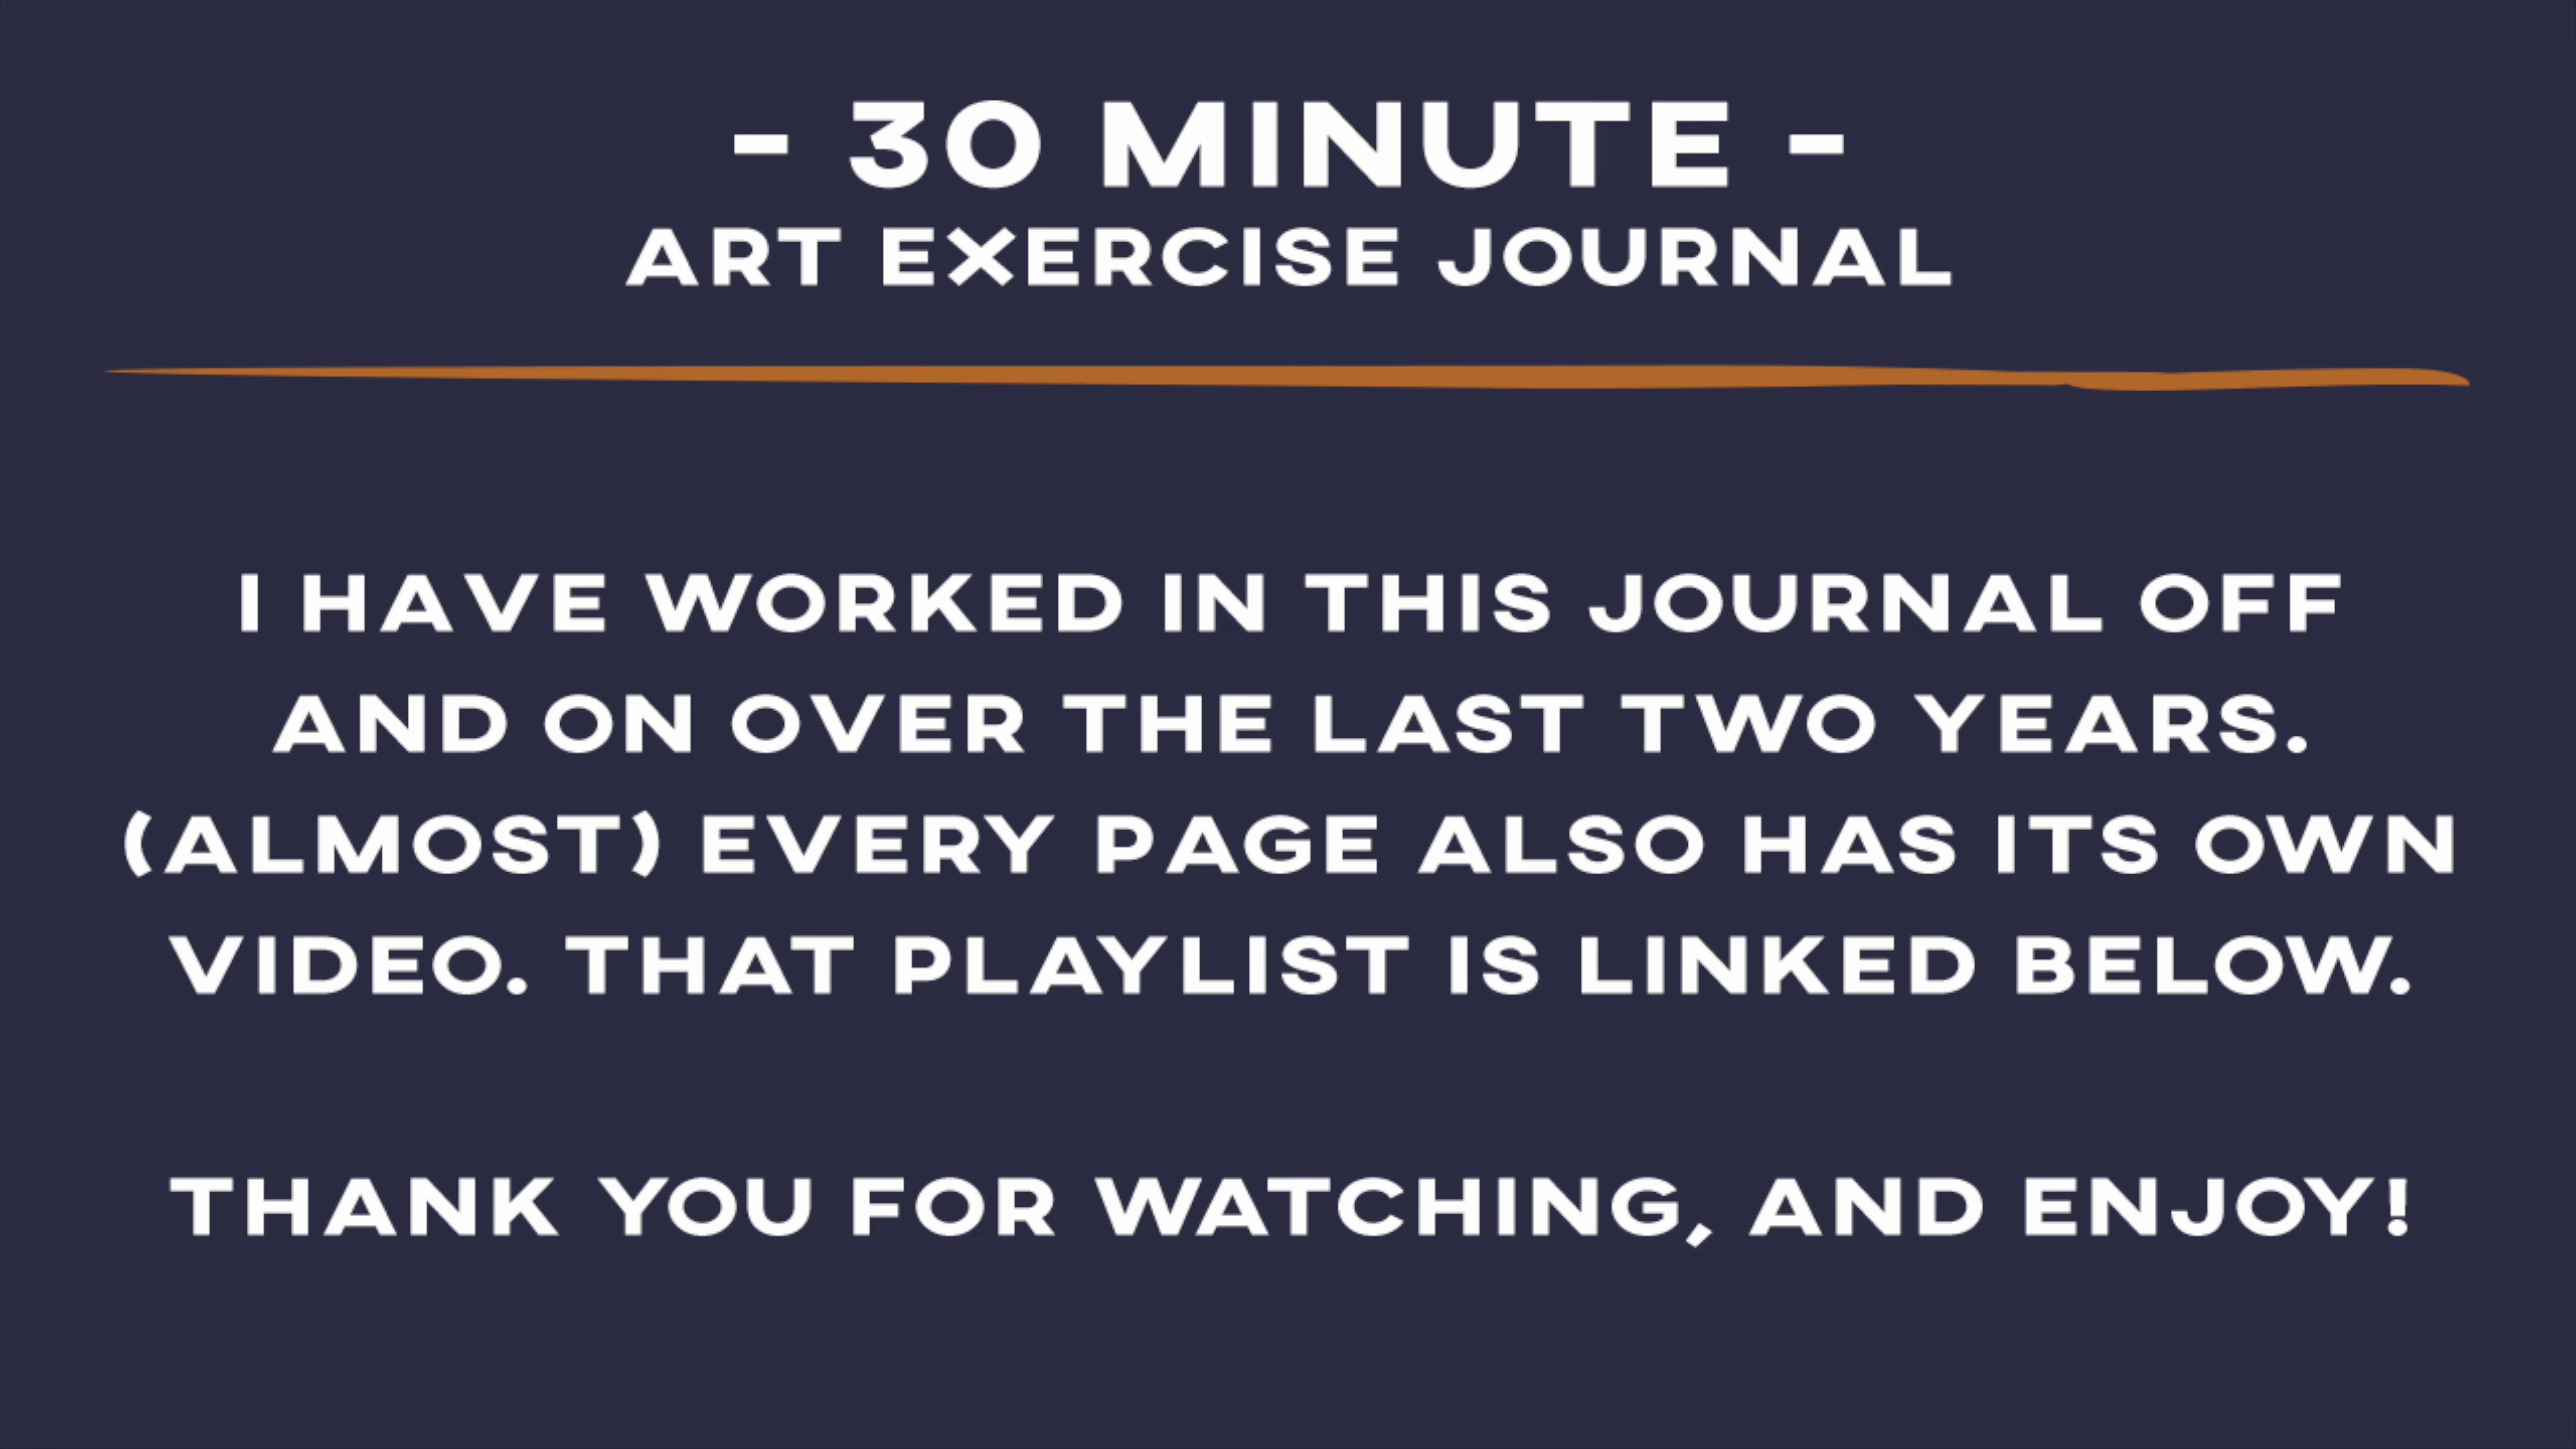 - 30 MINUTE -
ART EXERCISE JOURNAL
I HAVE WORKED IN THIS JOURNAL OFF
AND ON OVER THE LAST TWO YEARS.
(ALMOST) EVERY PAGE ALSO HAS ITS OWN
VIDEO. THAT PLAYLIST IS LINKED BELOW.
THANK YOU FOR WATCHING, AND ENJOY!